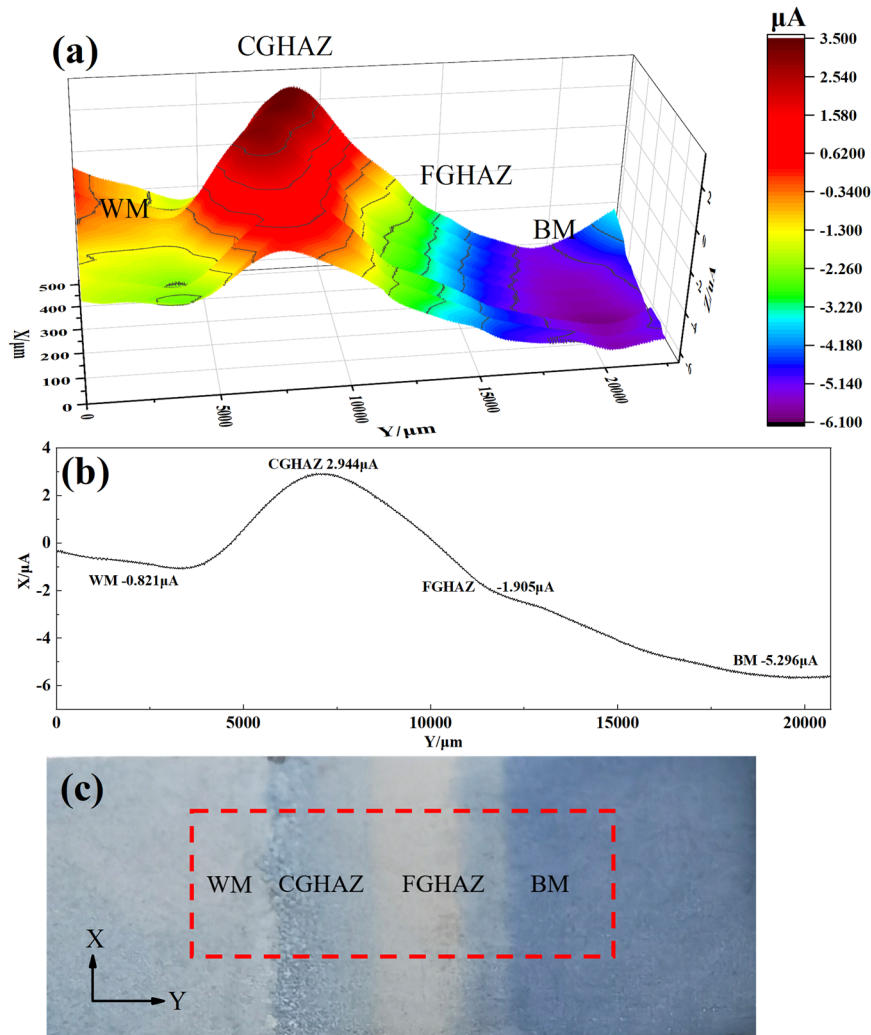 (a)
CGHAZ
WM
FGHAZ
BM
μA
3.500
2.540
1.580
0.6200
-0.3400
-1.300
-2.260
-3.220
-4.180
-5.140
-6.100
500
400
300
200
100
0
X/μm
0
5000
10000
15000
20000
Y/μm
Z/μA
(b)
4
2
0
-2
-4
-6
X/μA
CGHAZ 2.944μA
WM -0.821μA
FGHAZ -1.905μA
BM -5.296μA
0
5000
10000
15000
20000
Y/μm
(c)
WM CGHAZ FGHAZ BM
X
Y